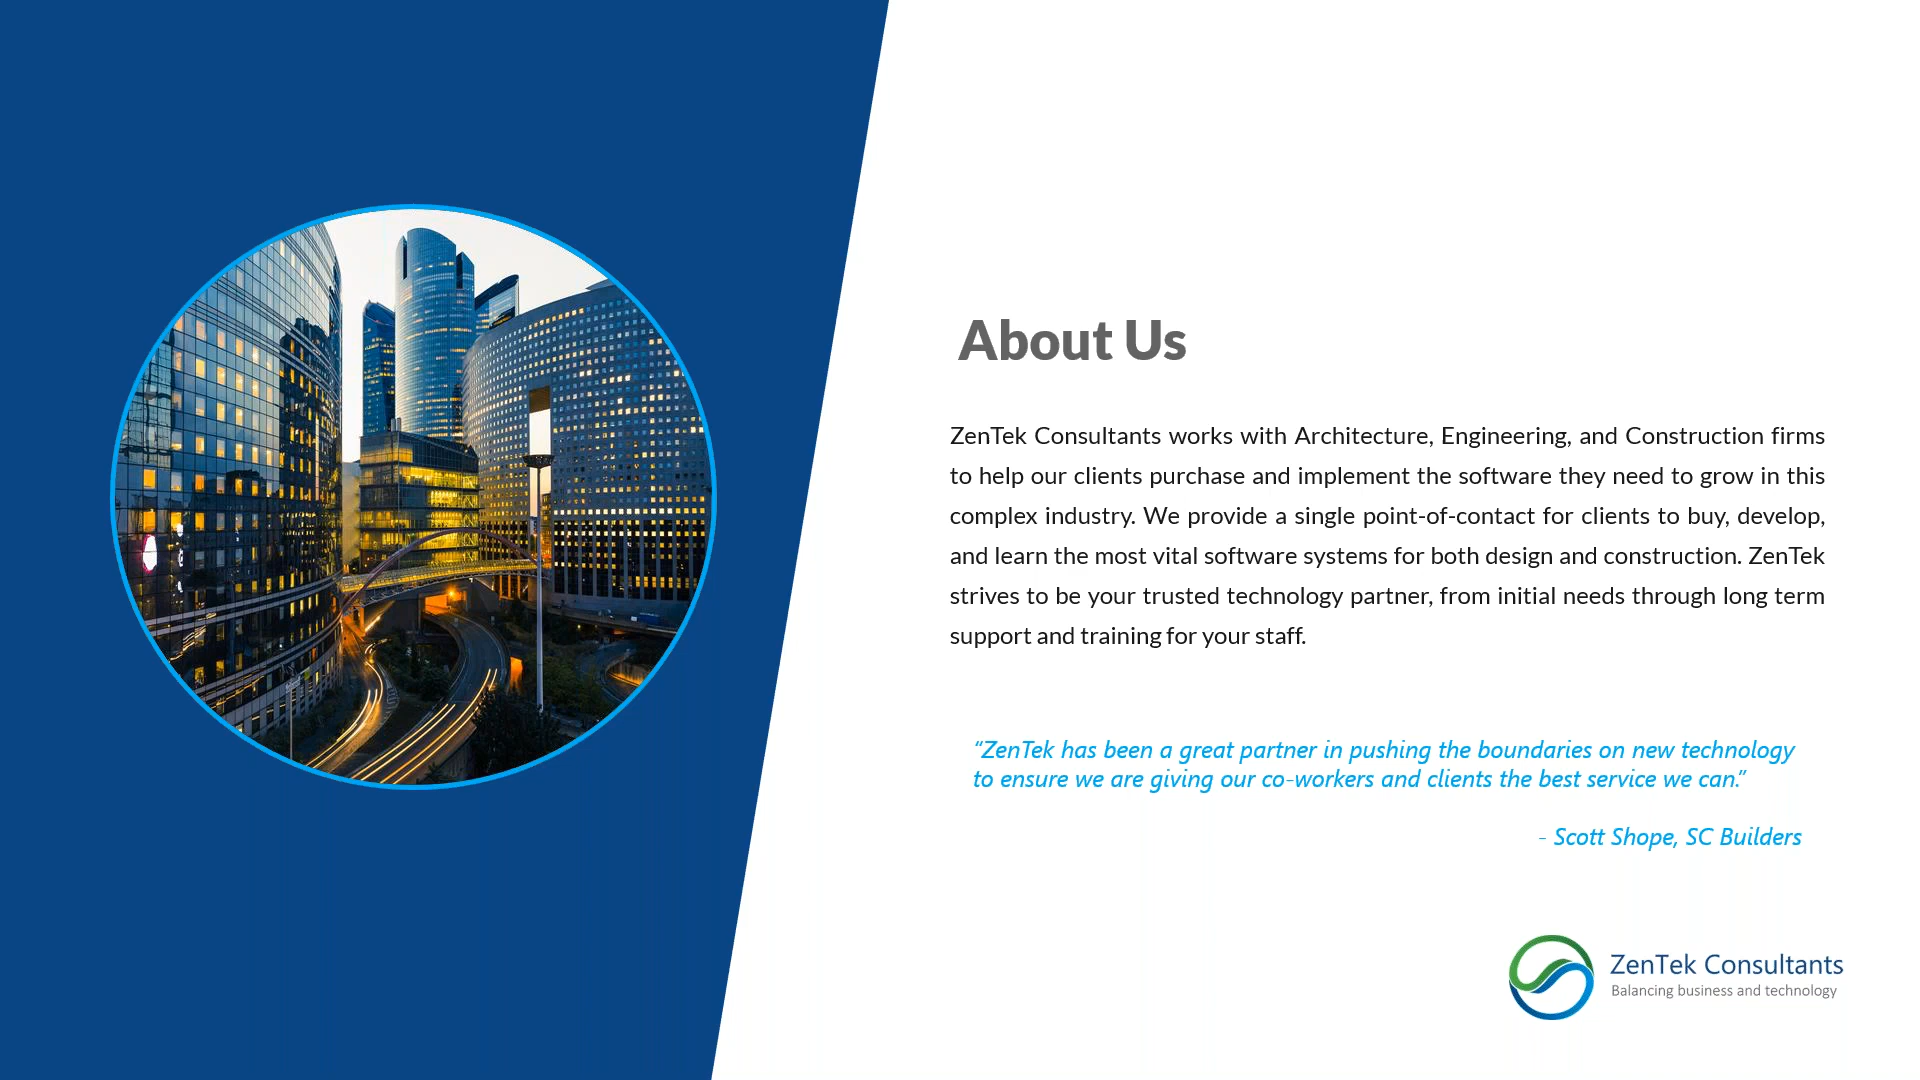 About Us
ZenTek Consultants works with Architecture, Engineering, and Construction firms
to help our clients purchase and implement the software they need to grow in this
complex industry. We provide a single point-of-contact for clients to buy, develop,
and learn the most vital software systems for both design and construction. ZenTek
strives to be your trusted technology partner, from initial needs through long term
support and training for your staff.
“ZenTek has been a great partner in pushing the boundaries on new technology
to ensure we are giving our co-workers and clients the best service we can.”
- Scott Shope, SC Builders
ZenTek Consultants
Balancing business and technology